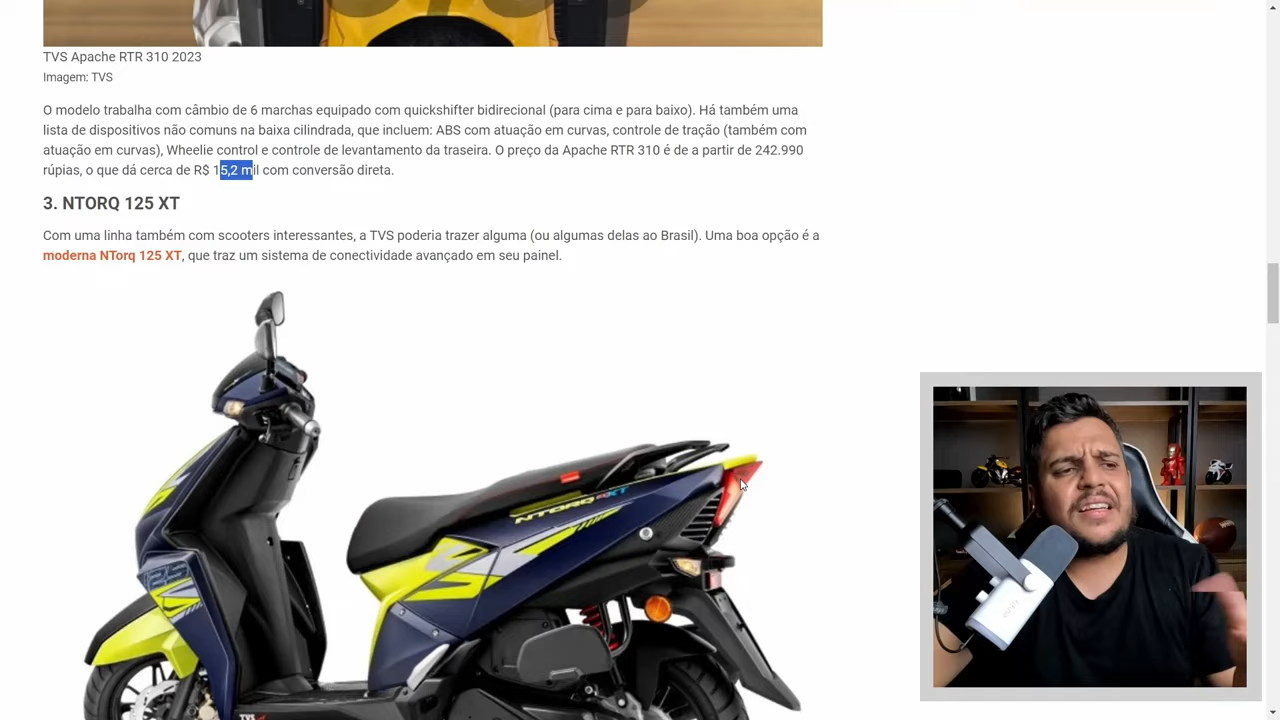 TVS Apache RTR 310 2023
Imagem: TVS
O modelo trabalha com câmbio de 6 marchas equipado com quickshifter bidirecional (para cima e para baixo). Há também uma
lista de dispositivos não comuns na baixa cilindrada, que incluem: ABS com atuação em curvas, controle de tração (também com
atuação em curvas), Wheelie control e controle de levantamento da traseira. O preço da Apache RTR 310 é de a partir de 242.990
rúpias, o que dá cerca de R$ 15,2 mil com conversão direta.
3. NTORQ 125 XT
Com uma linha também com scooters interessantes, a TVS poderia trazer alguma (ou algumas delas ao Brasil). Uma boa opção é a
moderna NTorq 125 XT, que traz um sistema de conectividade avançado em seu painel.
NTORQ XT
125
TVS